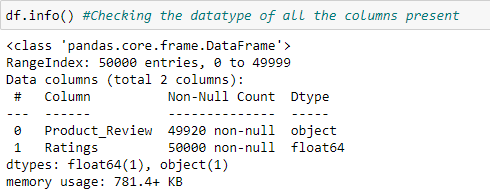 df.info() #Checking the datatype of all the columns present
<class 'pandas.core.frame.DataFrame'>
RangeIndex: 50000 entries, 0 to 49999
Data columns (total 2 columns):
 #   Column          Non-Null Count  Dtype
---  ------          --------------  -----
 0   Product_Review  49920 non-null  object
 1   Ratings         50000 non-null  float64
dtypes: float64(1), object(1)
memory usage: 781.4+ KB